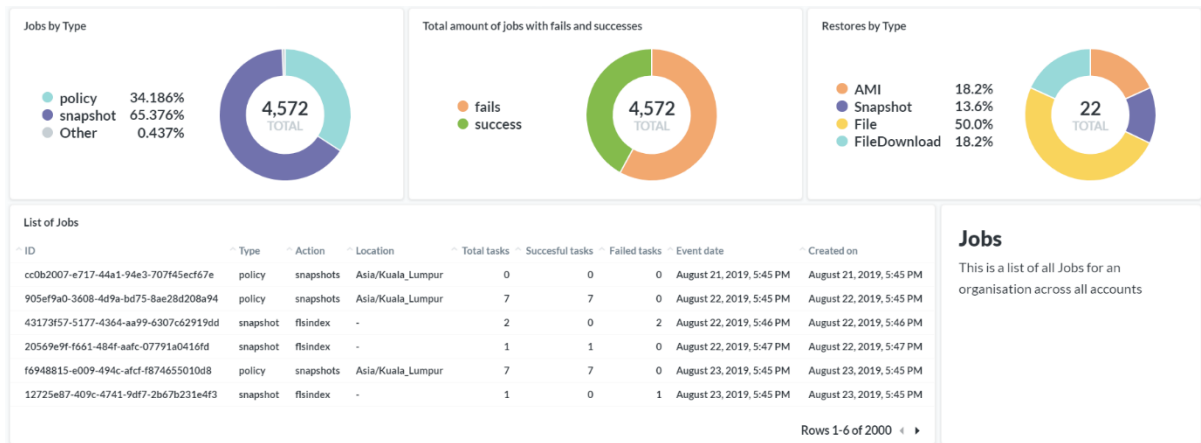 Jobs by Type
policy 34.186%
snapshot 65.376%
Other 0.437%
4,572
TOTAL
Total amount of jobs with fails and successes
fails
success
4,572
TOTAL
Restores by Type
AMI 18.2%
Snapshot 13.6%
File 50.0%
FileDownload 18.2%
22
TOTAL
List of Jobs
ID Type Action Location Total tasks Succesful tasks Failed tasks Event date Created on
cc0b2007-e717-44a1-94e3-707f45ecf67e policy snapshots Asia/Kuala_Lumpur 0 0 0 August 21, 2019, 5:45 PM August 21, 2019, 5:45 PM
905ef9a0-3608-4d9a-bd75-8ae28d208a94 policy snapshots Asia/Kuala_Lumpur 7 7 0 August 22, 2019, 5:45 PM August 22, 2019, 5:45 PM
43173f57-5177-4364-aa99-6307c62919dd snapshot flsindex - 2 0 2 August 22, 2019, 5:46 PM August 22, 2019, 5:46 PM
20569e9f-f661-484f-aafc-07791a0416fd snapshot flsindex - 1 1 0 August 22, 2019, 5:47 PM August 22, 2019, 5:47 PM
f6948815-e009-494c-afcf-f874655010d8 policy snapshots Asia/Kuala_Lumpur 7 7 0 August 23, 2019, 5:45 PM August 23, 2019, 5:45 PM
12725e87-409c-4741-9df7-2b67b231e4f3 snapshot flsindex - 1 0 1 August 23, 2019, 5:45 PM August 23, 2019, 5:45 PM
Rows 1-6 of 2000
Jobs
This is a list of all Jobs for an
organisation across all accounts